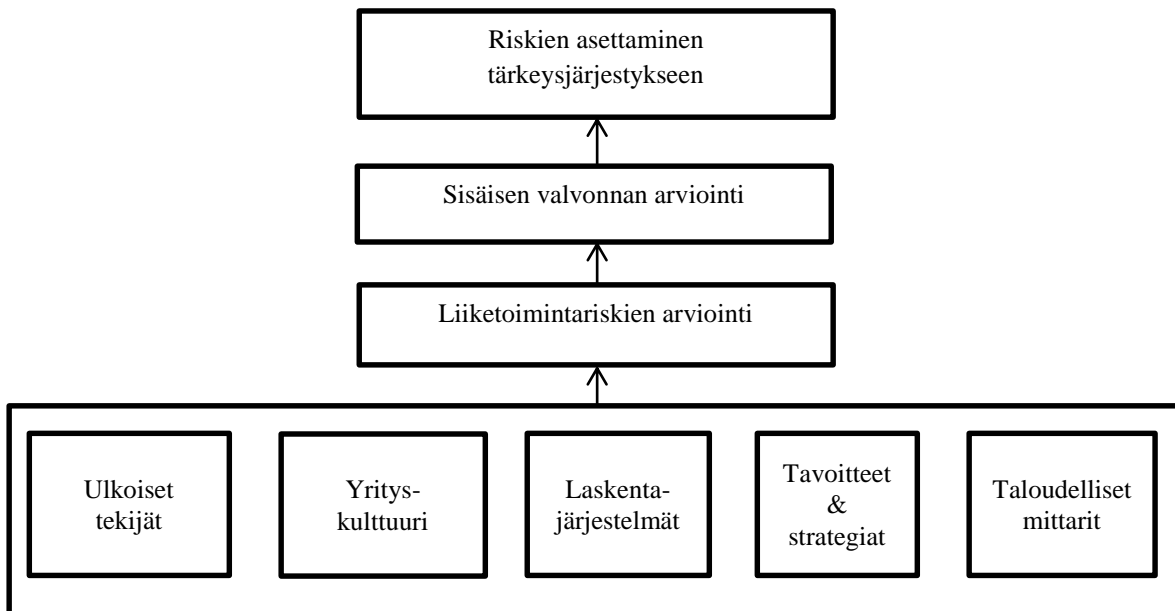 Riskien asettaminen
tärkeysjärjestykseen
Sisäisen valvonnan arviointi
Liiketoimintariskien arviointi
Ulkoiset
tekijät
Yritys-
kulttuuri
Laskenta-
järjestelmät
Tavoitteet
&
strategiat
Taloudelliset
mittarit